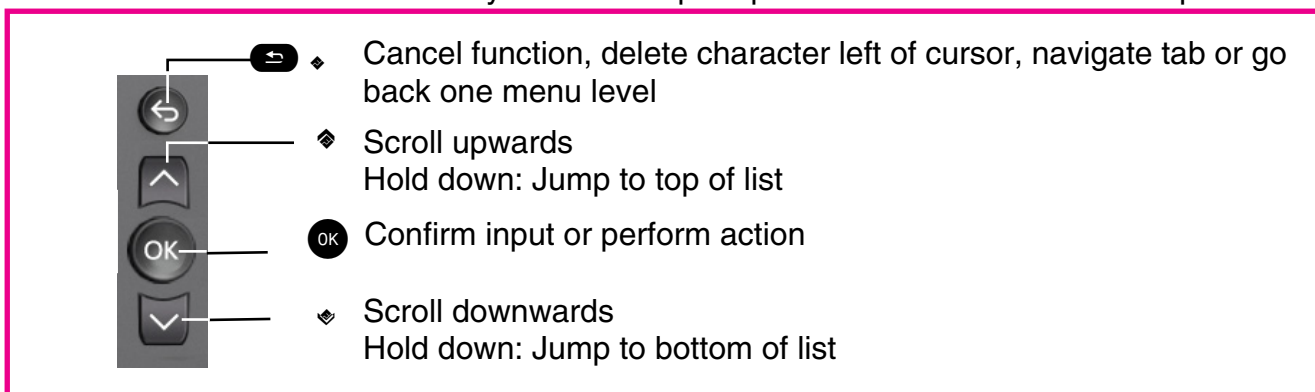 Cancel function, delete character left of cursor, navigate tab or go
back one menu level
Scroll upwards
Hold down: Jump to top of list
OK
OK Confirm input or perform action
Scroll downwards
Hold down: Jump to bottom of list